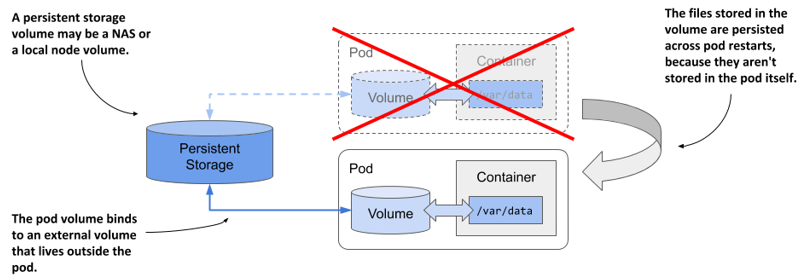 A persistent storage
volume may be a NAS or
a local node volume.
Pod
Container
Volume
/var/data
The files stored in the
volume are persisted
across pod restarts,
because they aren't
stored in the pod itself.
Persistent
Storage
Pod
Container
Volume
/var/data
The pod volume binds
to an external volume
that lives outside the
pod.